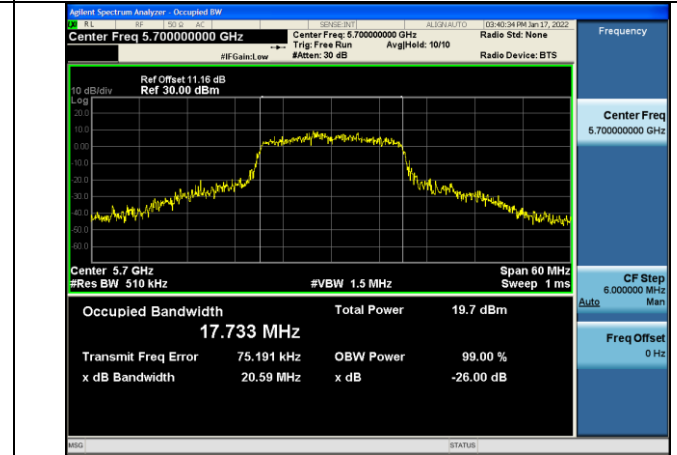 Agilent Spectrum Analyzer - Occupied BW
RL RF 50 Ω AC SENSE:INT ALIGNAUTO 03:40:34 PM Jan 17, 2022
Center Freq 5.700000000 GHz Center Freq: 5.700000000 GHz Radio Std: None
Trig: Free Run Avg|Hold: 10/10
#IFGain:Low #Atten: 30 dB Radio Device: BTS
Frequency
Ref Offset 11.16 dB
10 dB/div Ref 30.00 dBm
Log
20.0
10.0
0.00
-10.0
-20.0
-30.0
-40.0
-50.0
-60.0
Center Freq
5.700000000 GHz
Center 5.7 GHz Span 60 MHz
#Res BW 510 kHz #VBW 1.5 MHz Sweep 1 ms
CF Step
6.000000 MHz
Auto Man
Occupied Bandwidth Total Power 19.7 dBm
17.733 MHz
Transmit Freq Error 75.191 kHz OBW Power 99.00 %
x dB Bandwidth 20.59 MHz x dB -26.00 dB
Freq Offset
0 Hz
MSG STATUS